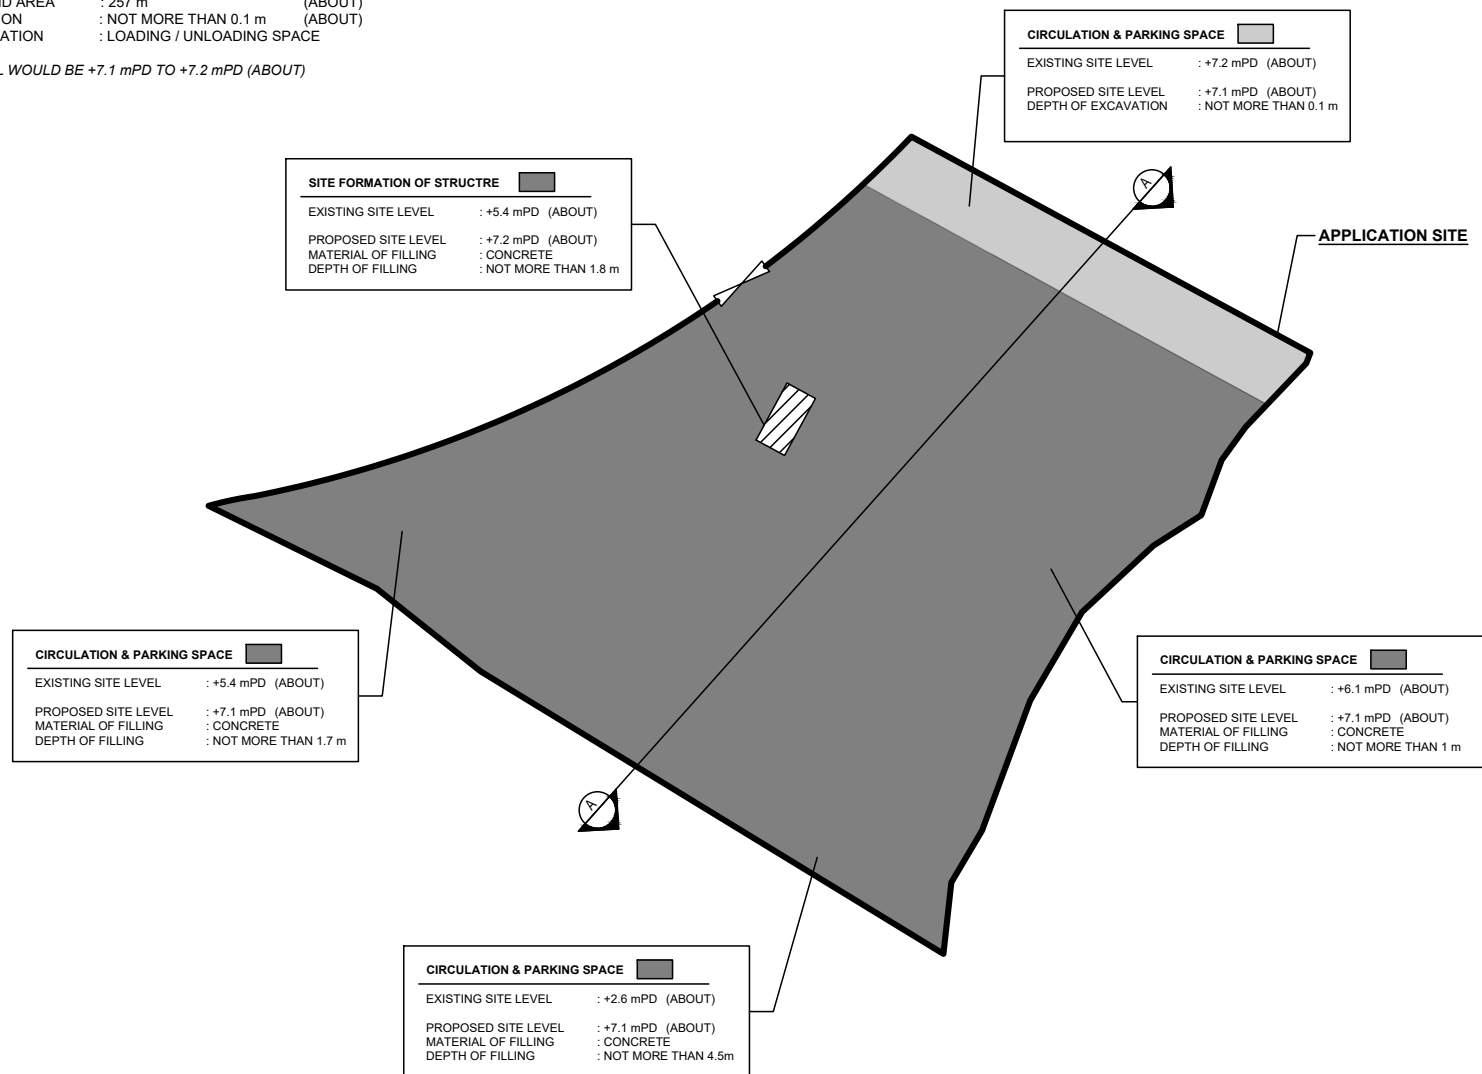 D AREA : 257 m (ABOUT)
ON : NOT MORE THAN 0.1 m (ABOUT)
ATION : LOADING / UNLOADING SPACE
L WOULD BE +7.1 mPD TO +7.2 mPD (ABOUT)
CIRCULATION & PARKING SPACE
EXISTING SITE LEVEL : +7.2 mPD (ABOUT)
PROPOSED SITE LEVEL : +7.1 mPD (ABOUT)
DEPTH OF EXCAVATION : NOT MORE THAN 0.1 m
SITE FORMATION OF STRUCTRE
EXISTING SITE LEVEL : +5.4 mPD (ABOUT)
PROPOSED SITE LEVEL : +7.2 mPD (ABOUT)
MATERIAL OF FILLING : CONCRETE
DEPTH OF FILLING : NOT MORE THAN 1.8 m
A
APPLICATION SITE
CIRCULATION & PARKING SPACE
EXISTING SITE LEVEL : +5.4 mPD (ABOUT)
PROPOSED SITE LEVEL : +7.1 mPD (ABOUT)
MATERIAL OF FILLING : CONCRETE
DEPTH OF FILLING : NOT MORE THAN 1.7 m
CIRCULATION & PARKING SPACE
EXISTING SITE LEVEL : +6.1 mPD (ABOUT)
PROPOSED SITE LEVEL : +7.1 mPD (ABOUT)
MATERIAL OF FILLING : CONCRETE
DEPTH OF FILLING : NOT MORE THAN 1 m
A
CIRCULATION & PARKING SPACE
EXISTING SITE LEVEL : +2.6 mPD (ABOUT)
PROPOSED SITE LEVEL : +7.1 mPD (ABOUT)
MATERIAL OF FILLING : CONCRETE
DEPTH OF FILLING : NOT MORE THAN 4.5m